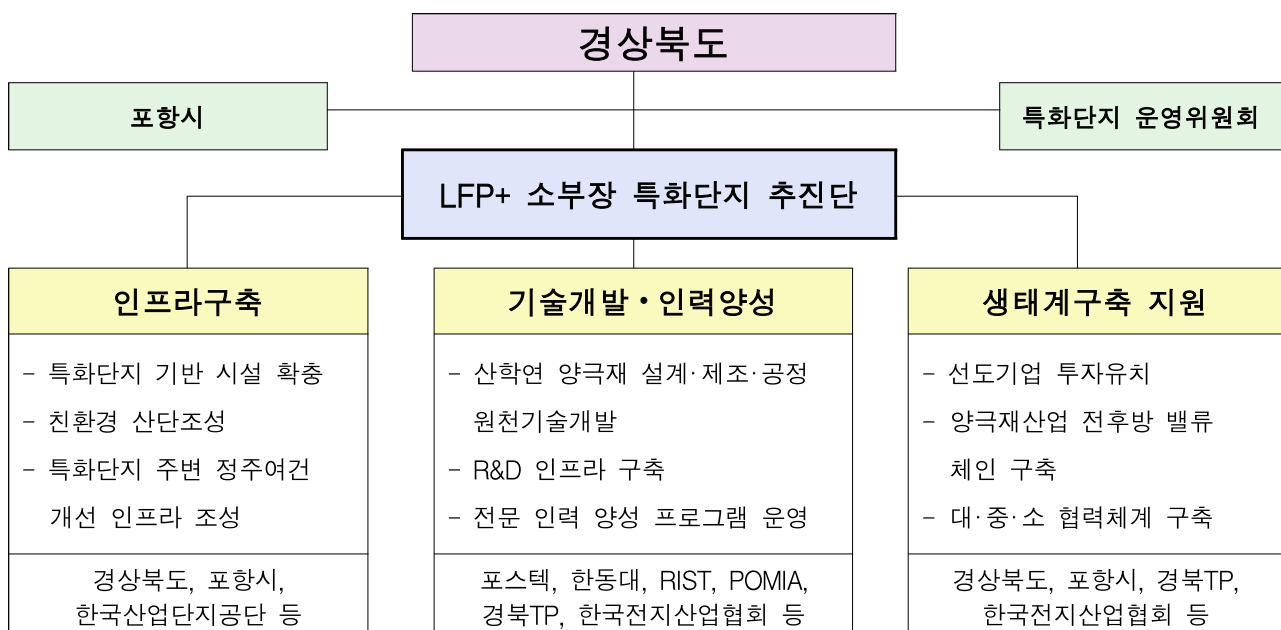 경상북도
포항시
특화단지 운영위원회
LFP+ 소부장 특화단지 추진단
인프라구축
- 특화단지 기반 시설 확충
- 친환경 산단조성
- 특화단지 주변 정주여건
개선 인프라 조성
경상북도, 포항시,
한국산업단지공단 등
기술개발•인력양성
- 산학연 양극재 설계·제조·공정
원천기술개발
- R&D 인프라 구축
- 전문 인력 양성 프로그램 운영
포스텍, 한동대, RIST, POMIA,
경북TP, 한국전지산업협회 등
생태계구축 지원
- 선도기업 투자유치
- 양극재산업 전후방 밸류
체인 구축
- 대·중·소 협력체계 구축
경상북도, 포항시, 경북TP,
한국전지산업협회 등